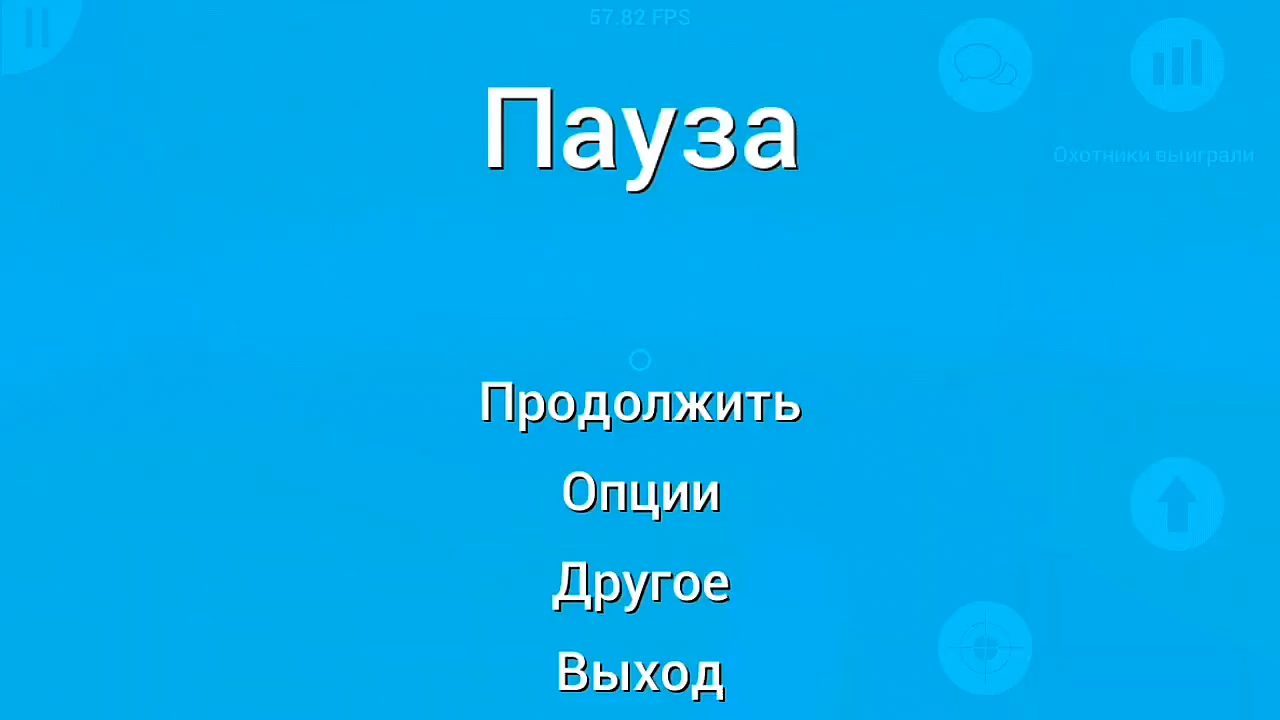 57.82 FPS
Пауза
Охотники выиграли
Продолжить
Опции
Другое
Выход